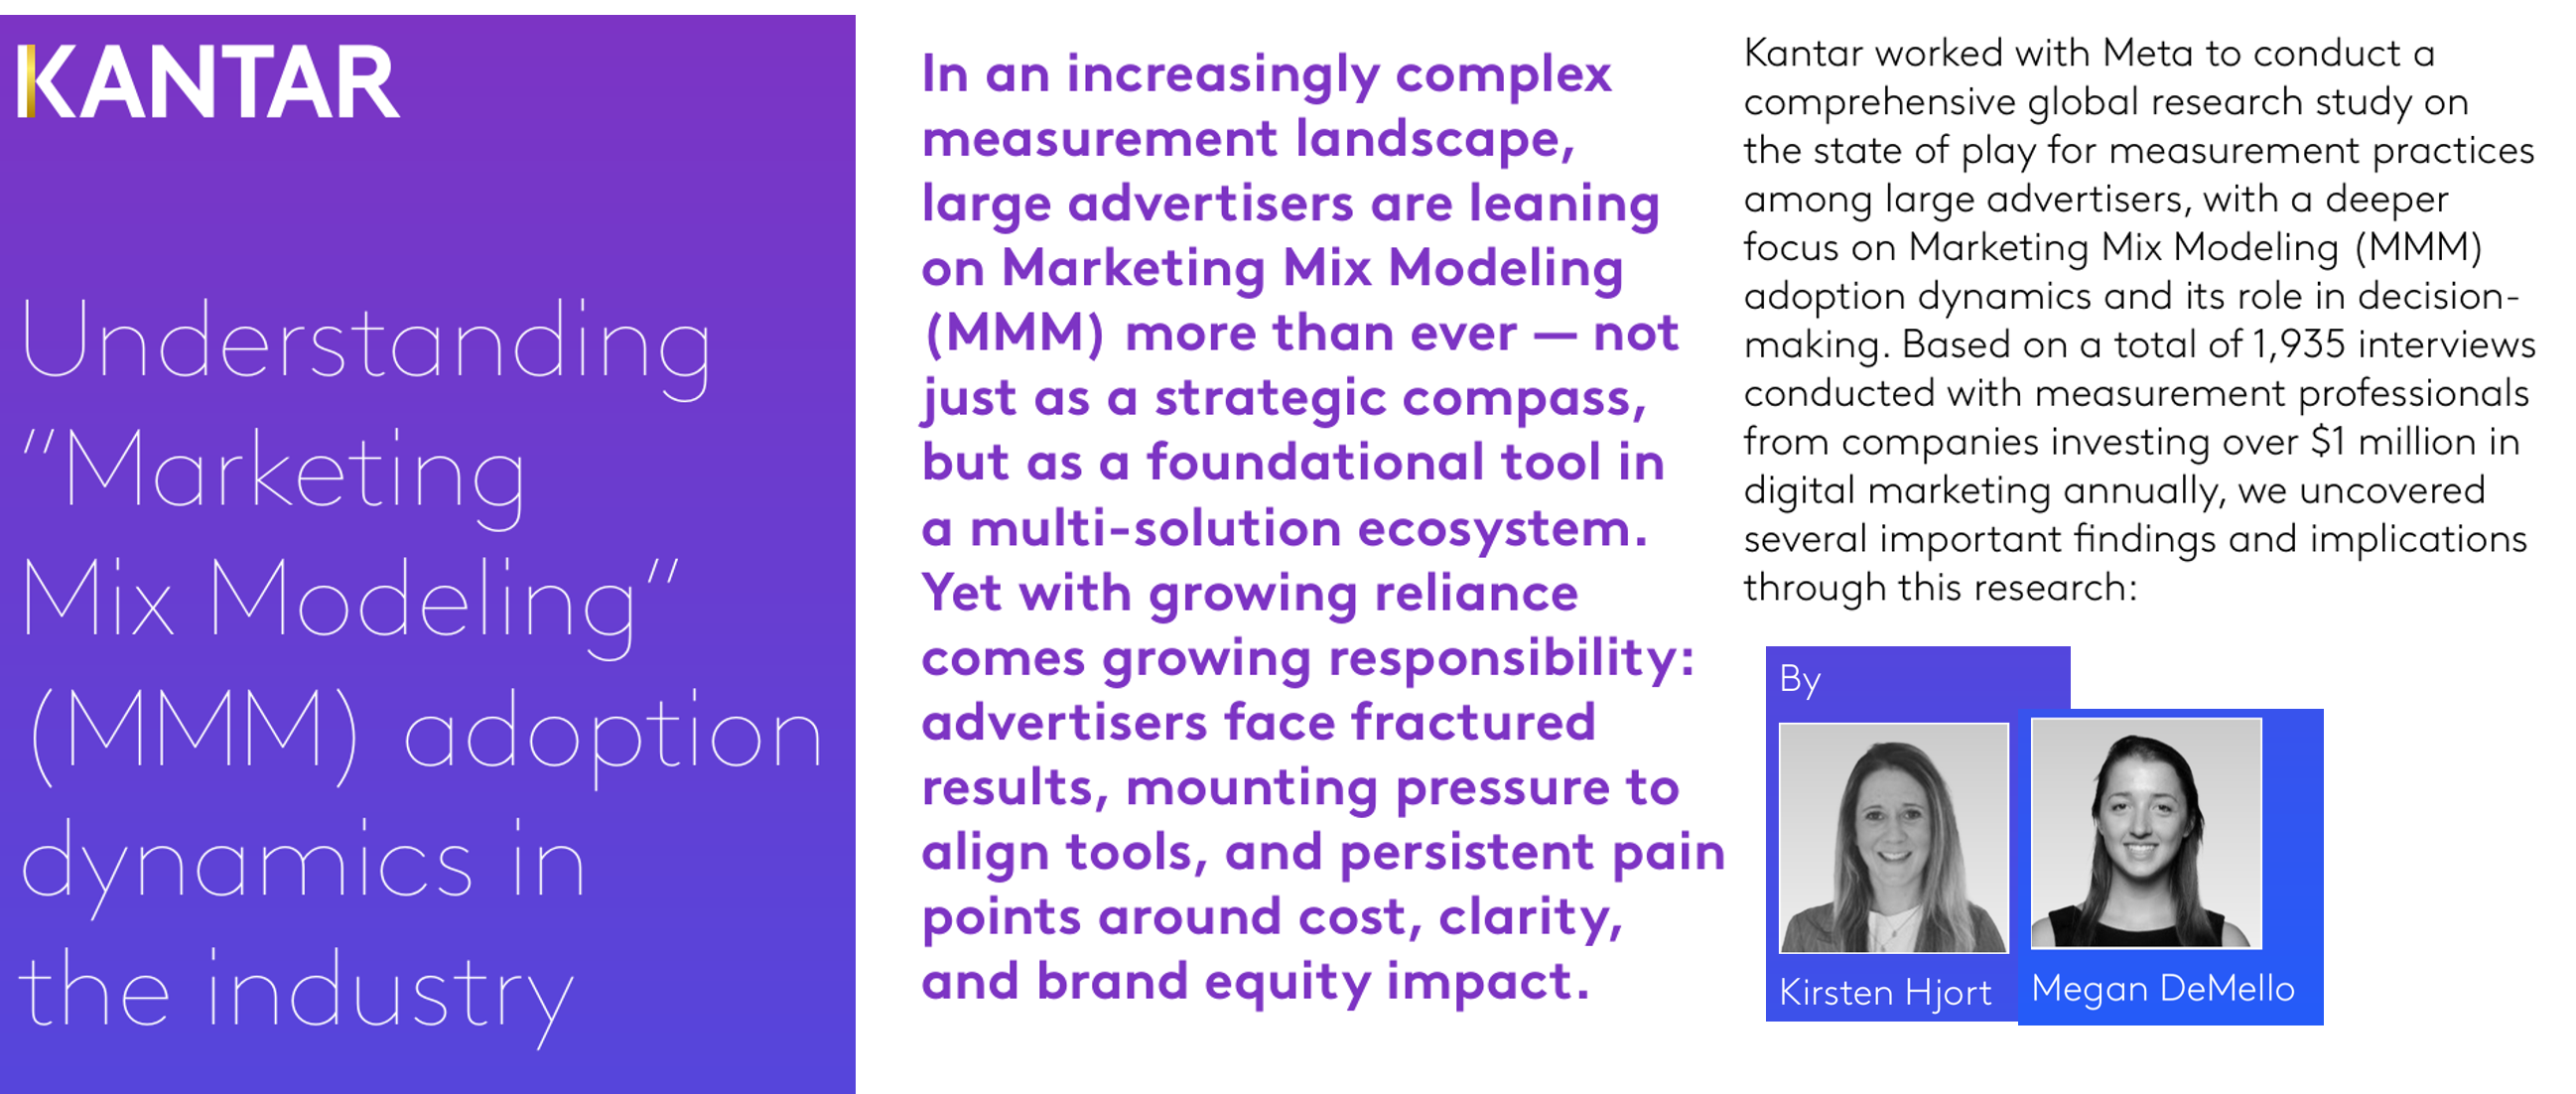 KANTAR
Understanding
“Marketing
Mix Modeling”
(MMM) adoption
dynamics in
the industry
In an increasingly complex
measurement landscape,
large advertisers are leaning
on Marketing Mix Modeling
(MMM) more than ever — not
just as a strategic compass,
but as a foundational tool in
a multi-solution ecosystem.
Yet with growing reliance
comes growing responsibility:
advertisers face fractured
results, mounting pressure to
align tools, and persistent pain
points around cost, clarity,
and brand equity impact.
Kantar worked with Meta to conduct a
comprehensive global research study on
the state of play for measurement practices
among large advertisers, with a deeper
focus on Marketing Mix Modeling (MMM)
adoption dynamics and its role in decision-
making. Based on a total of 1,935 interviews
conducted with measurement professionals
from companies investing over $1 million in
digital marketing annually, we uncovered
several important findings and implications
through this research:
By
Kirsten Hjort
Megan DeMello